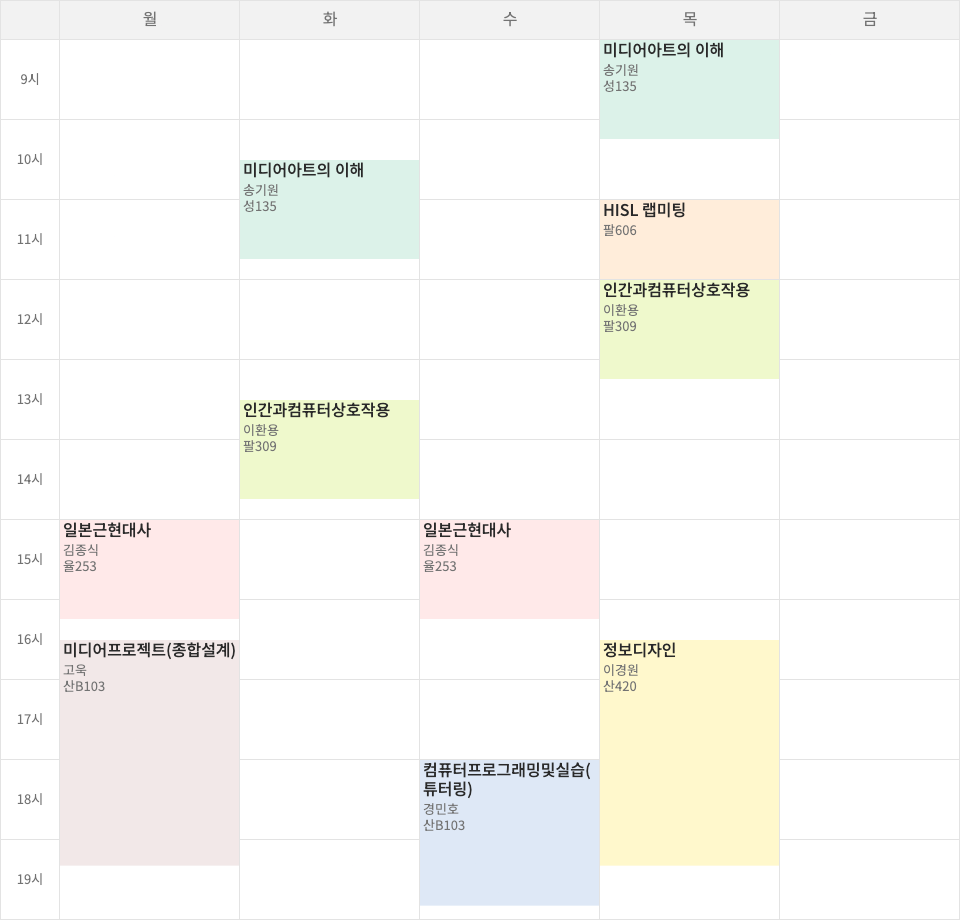 월
화
수
목
금
9시
10시
11시
12시
13시
14시
15시
16시
17시
18시
19시
일본근현대사
김종식
율253
미디어프로젝트(종합설계)
고욱
산B103
미디어아트의 이해
송기원
성135
인간과컴퓨터상호작용
이환용
팔309
일본근현대사
김종식
율253
컴퓨터프로그래밍및실습(
튜터링)
경민호
산B103
미디어아트의 이해
송기원
성135
HISL 랩미팅
팔606
인간과컴퓨터상호작용
이환용
팔309
정보디자인
이경원
산420